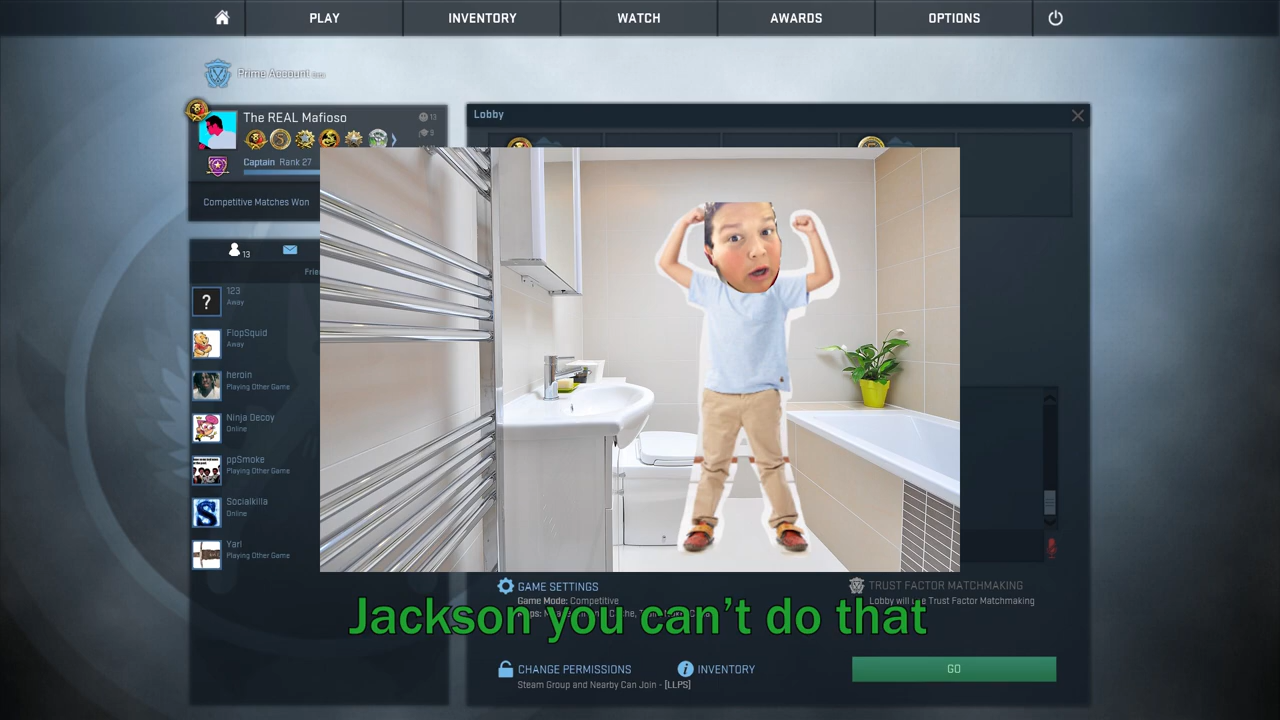 PLAY
INVENTORY
WATCH
AWARDS
OPTIONS
Prime Account
The REAL Mafioso
13
Captain Rank 27
Competitive Matches Won
Lobby
13
123
Away
FlopSquid
Away
heroin
Playing Other Game
Ninja Decoy
Online
ppSmoke
Playing Other Game
Socialkilla
Online
Yarl
Playing Other Game
GAME SETTINGS
Game Mode: Competitive
TRUST FACTOR MATCHMAKING
Lobby will use Trust Factor Matchmaking
Jackson you can't do that
CHANGE PERMISSIONS
Steam Group and Nearby Can Join - [LLPS]
INVENTORY
GO